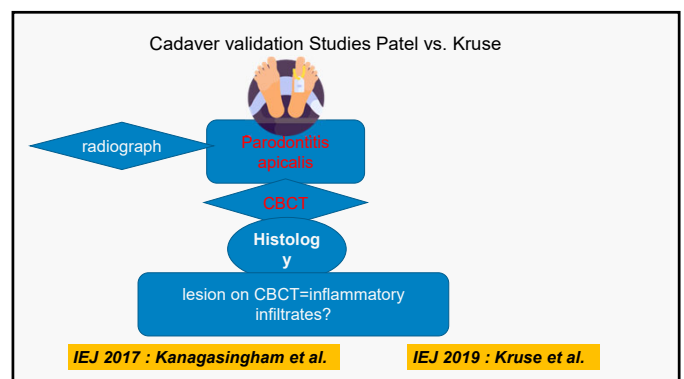 Cadaver validation Studies Patel vs. Kruse
radiograph
Parodontitis
apicalis
CBCT
Histolog
y
lesion on CBCT=inflammatory
infiltrates?
IEJ 2017 : Kanagasingham et al.
IEJ 2019 : Kruse et al.